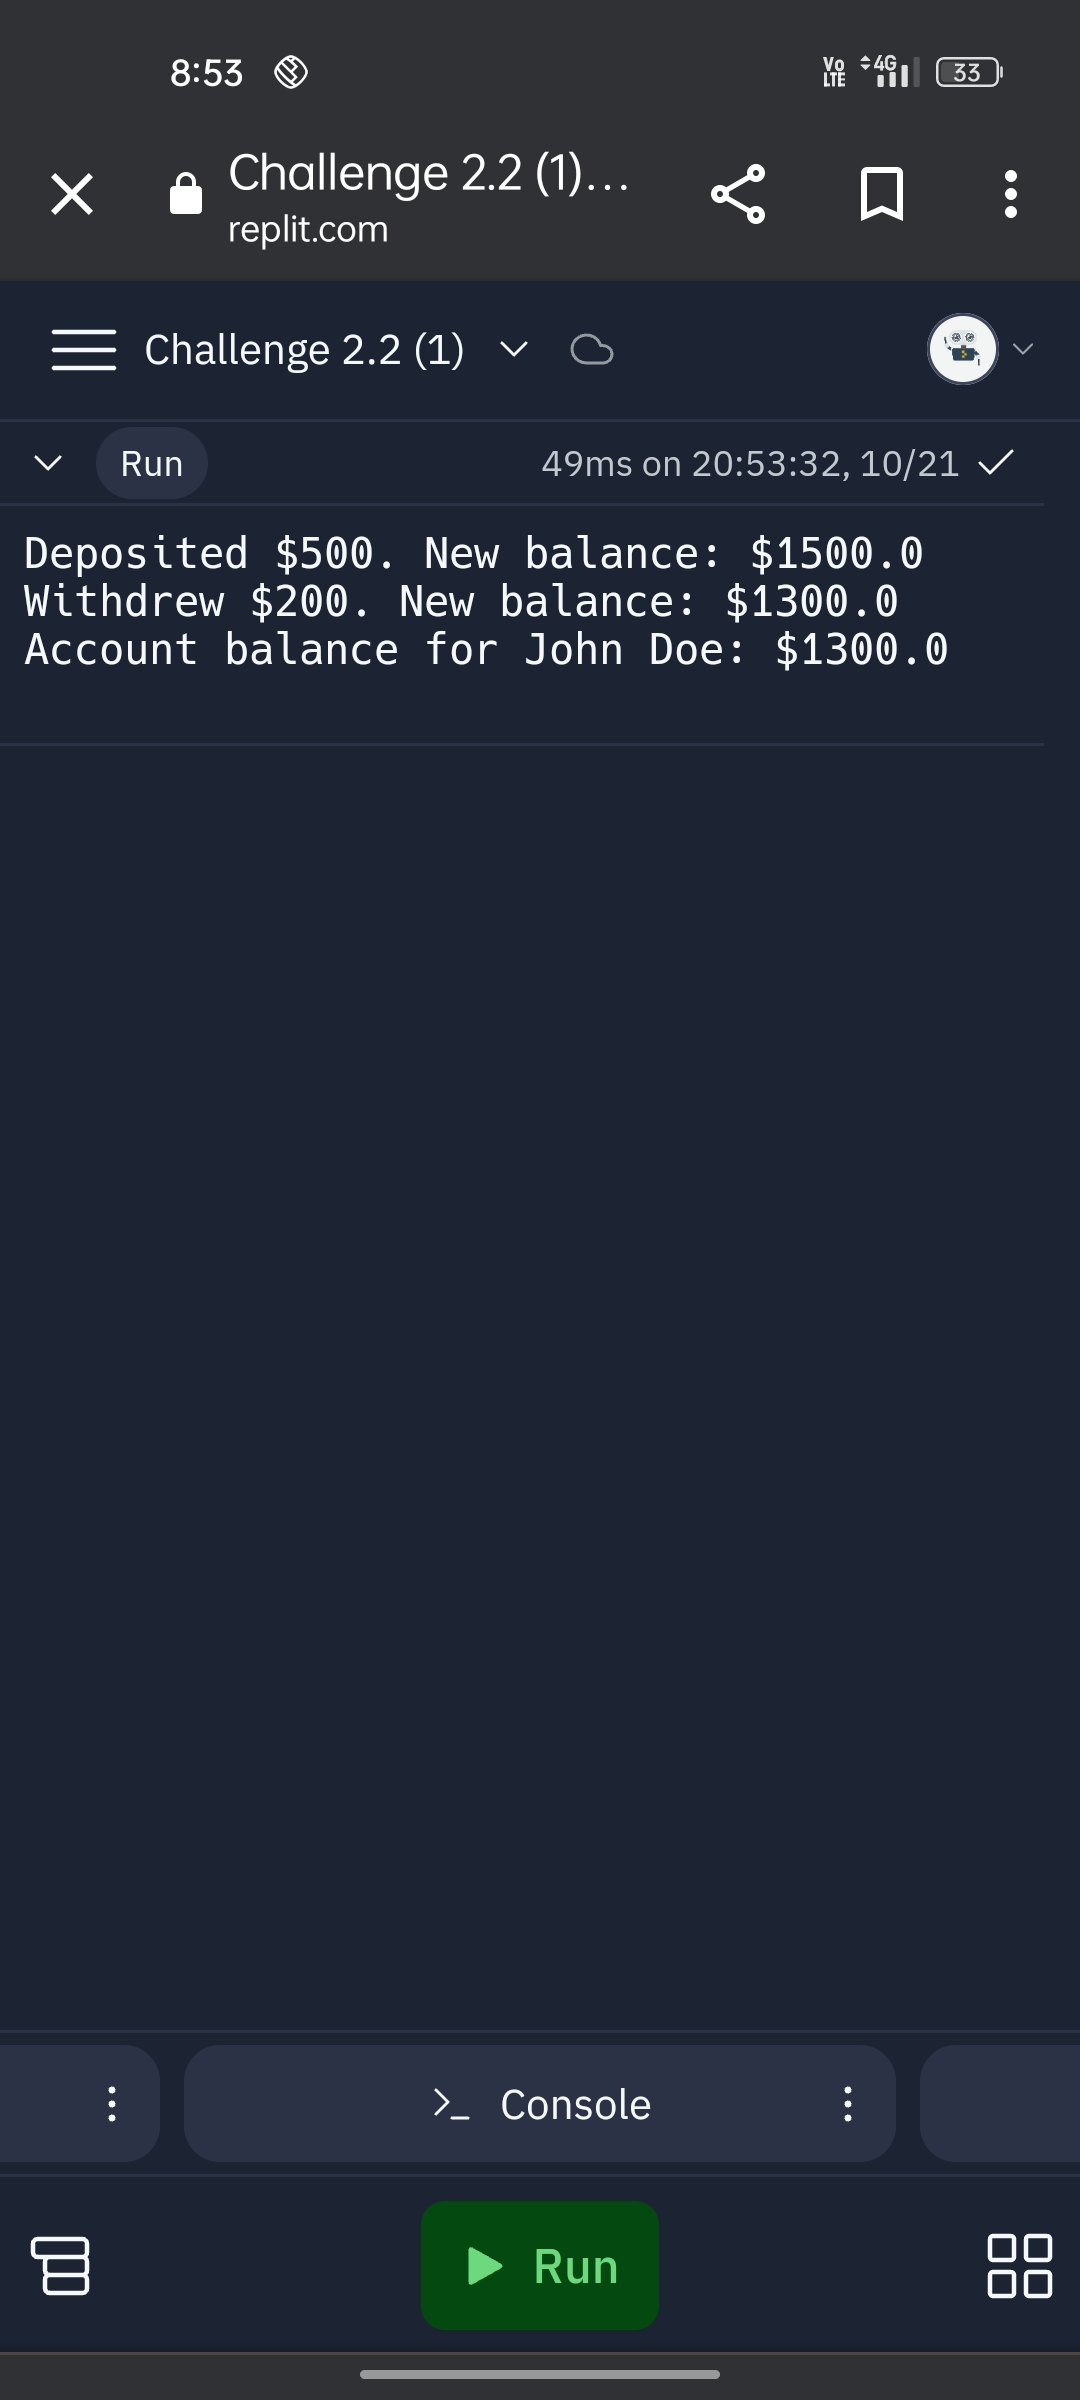 8:53
Vo LTE 4G 33
Challenge 2.2 (1)...
replit.com
Challenge 2.2 (1)
Run
49ms on 20:53:32, 10/21
Deposited $500. New balance: $1500.0
Withdrew $200. New balance: $1300.0
Account balance for John Doe: $1300.0
Console
Run